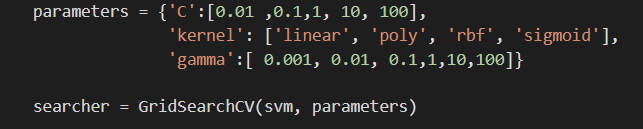 parameters = {'C':[0.01 ,0.1,1, 10, 100],
'kernel': ['linear', 'poly', 'rbf', 'sigmoid'],
'gamma':[ 0.001, 0.01, 0.1,1,10,100]}
searcher = GridSearchCV(svm, parameters)